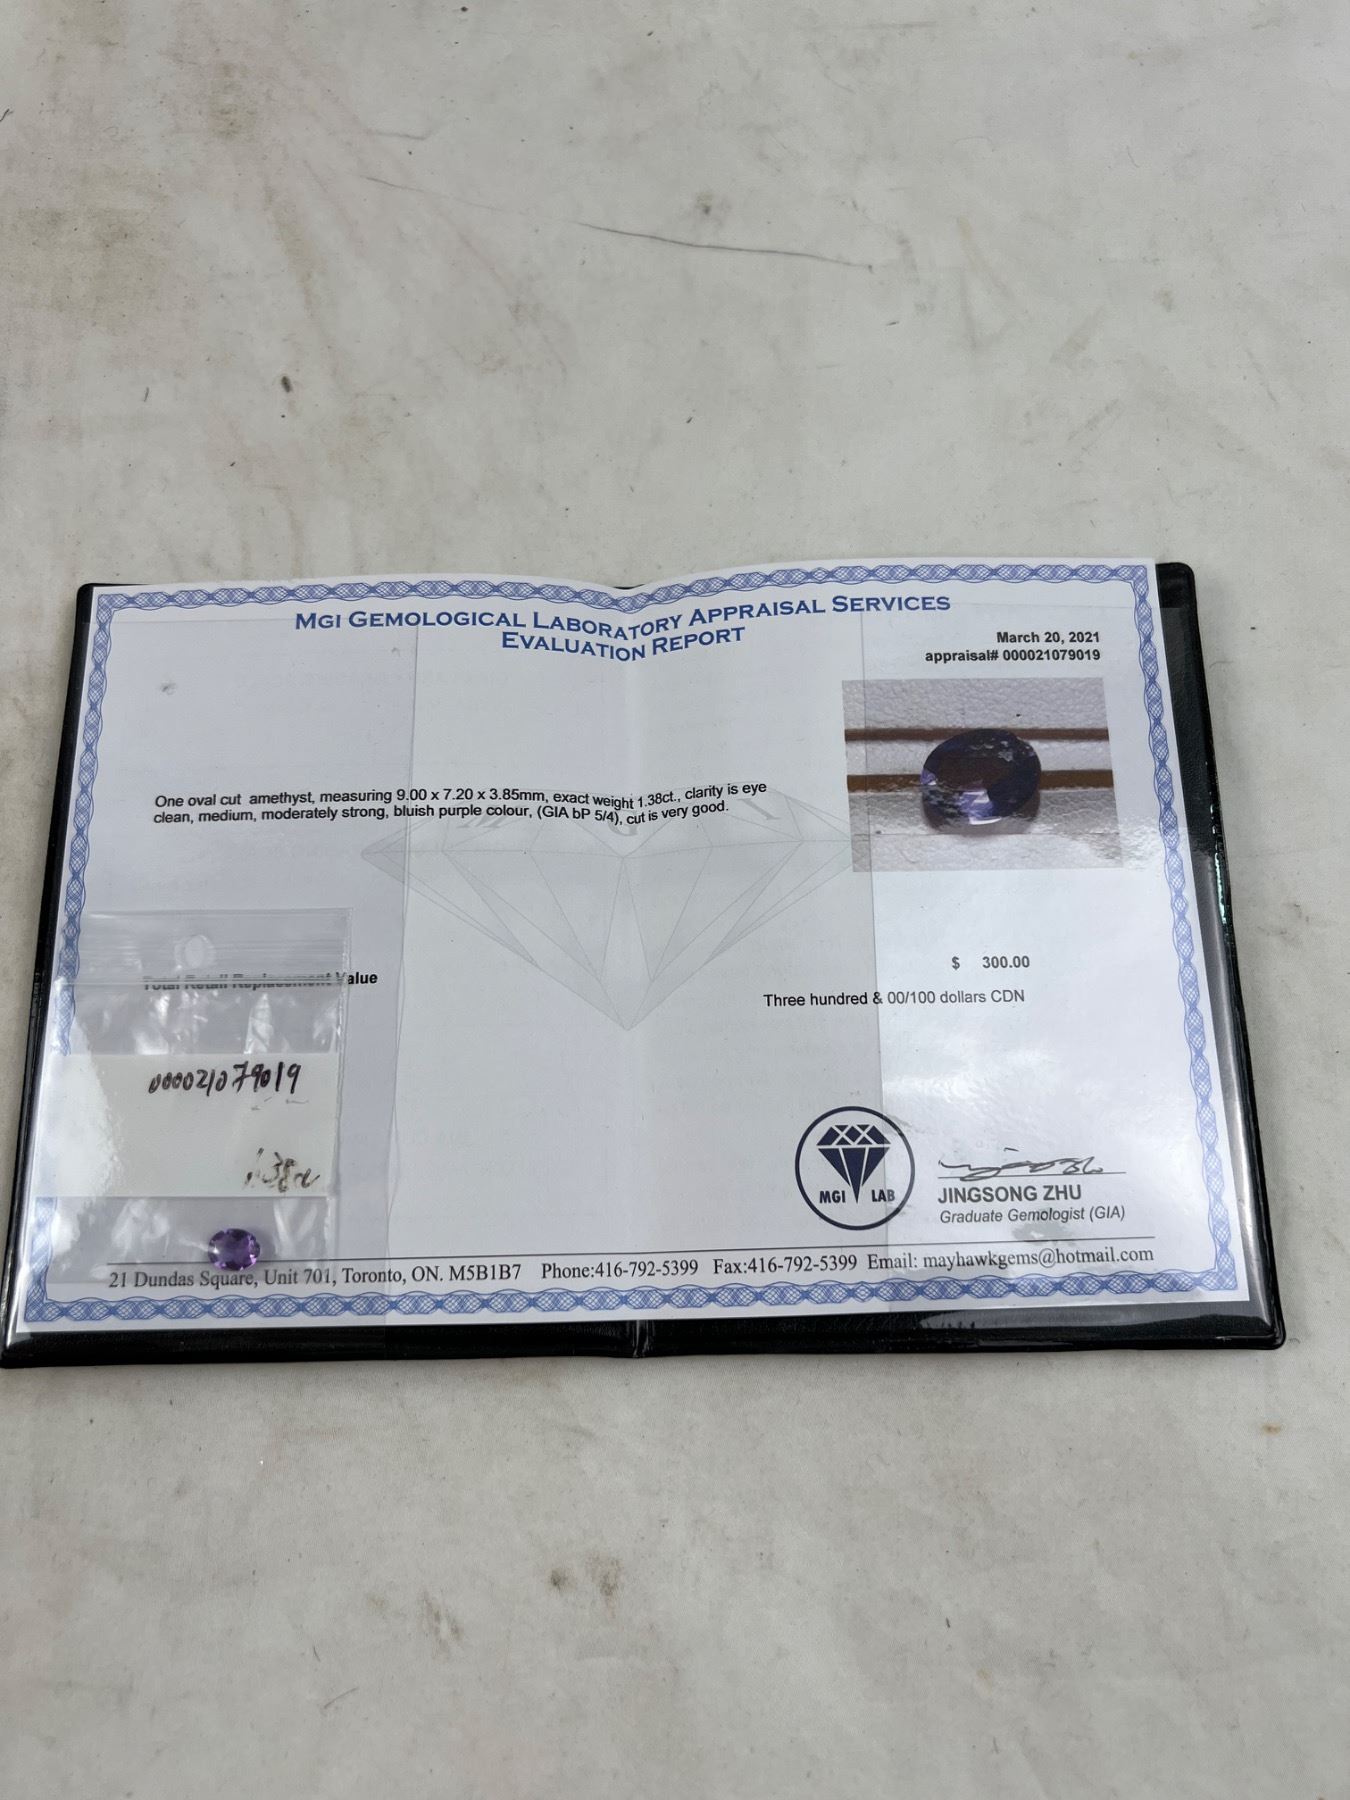 MGI GEMOLOGICAL LABORATORY APPRAISAL SERVICES
EVALUATION REPORT
March 20, 2021
appraisal# 000021079019
One oval cut amethyst, measuring 9.00 x 7.20 x 3.85mm, exact weight 1.38ct., clarity is eye
clean, medium, moderately strong, bluish purple colour, (GIA bP 5/4), cut is very good.
M G I
Total Retail Replacement Value
$ 300.00
Three hundred & 00/100 dollars CDN
000021079019
1.38ct
MGI LAB
JINGSONG ZHU
Graduate Gemologist (GIA)
21 Dundas Square, Unit 701, Toronto, ON. M5B1B7 Phone:416-792-5399 Fax:416-792-5399 Email: mayhawkgems@hotmail.com